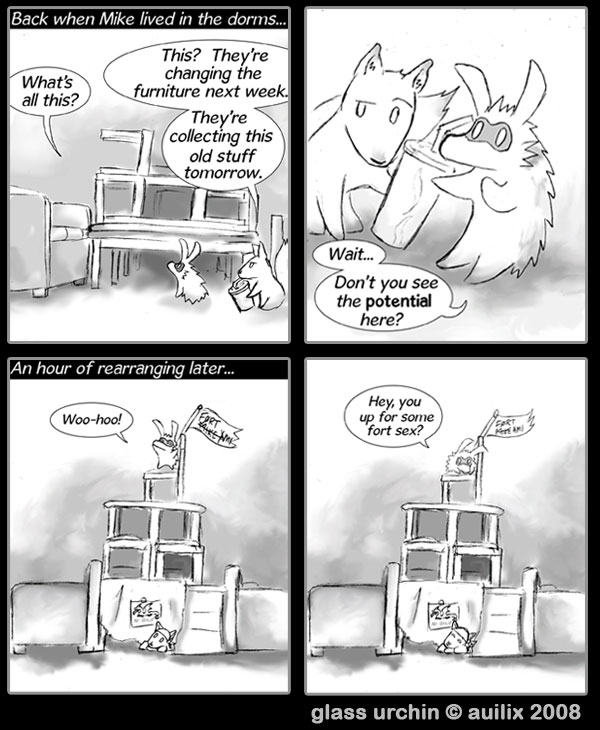 Back when Mike lived in the dorms...
What's
all this?
This? They're
changing the
furniture next week.
They're
collecting this
old stuff
tomorrow.
Wait...
Don't you see
the potential
here?
An hour of rearranging later...
Woo-hoo!
FORT
Hey, you
up for some
fort sex?
FORT
glass urchin © auilix 2008